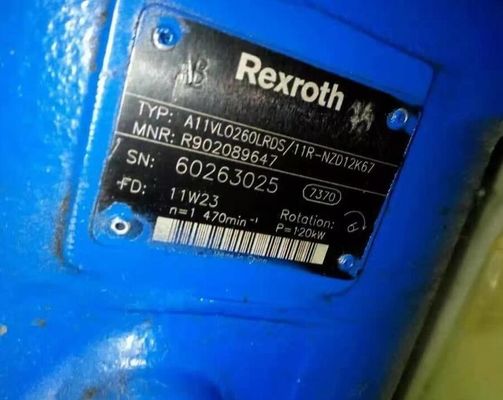 Rexroth
TYP: A11VLO260LRDS/11R-NZD12K67
MNR: R902089647
SN: 60263025 7370
FD: 11W23
n=1 470min⁻¹ Rotation:
P=120kW